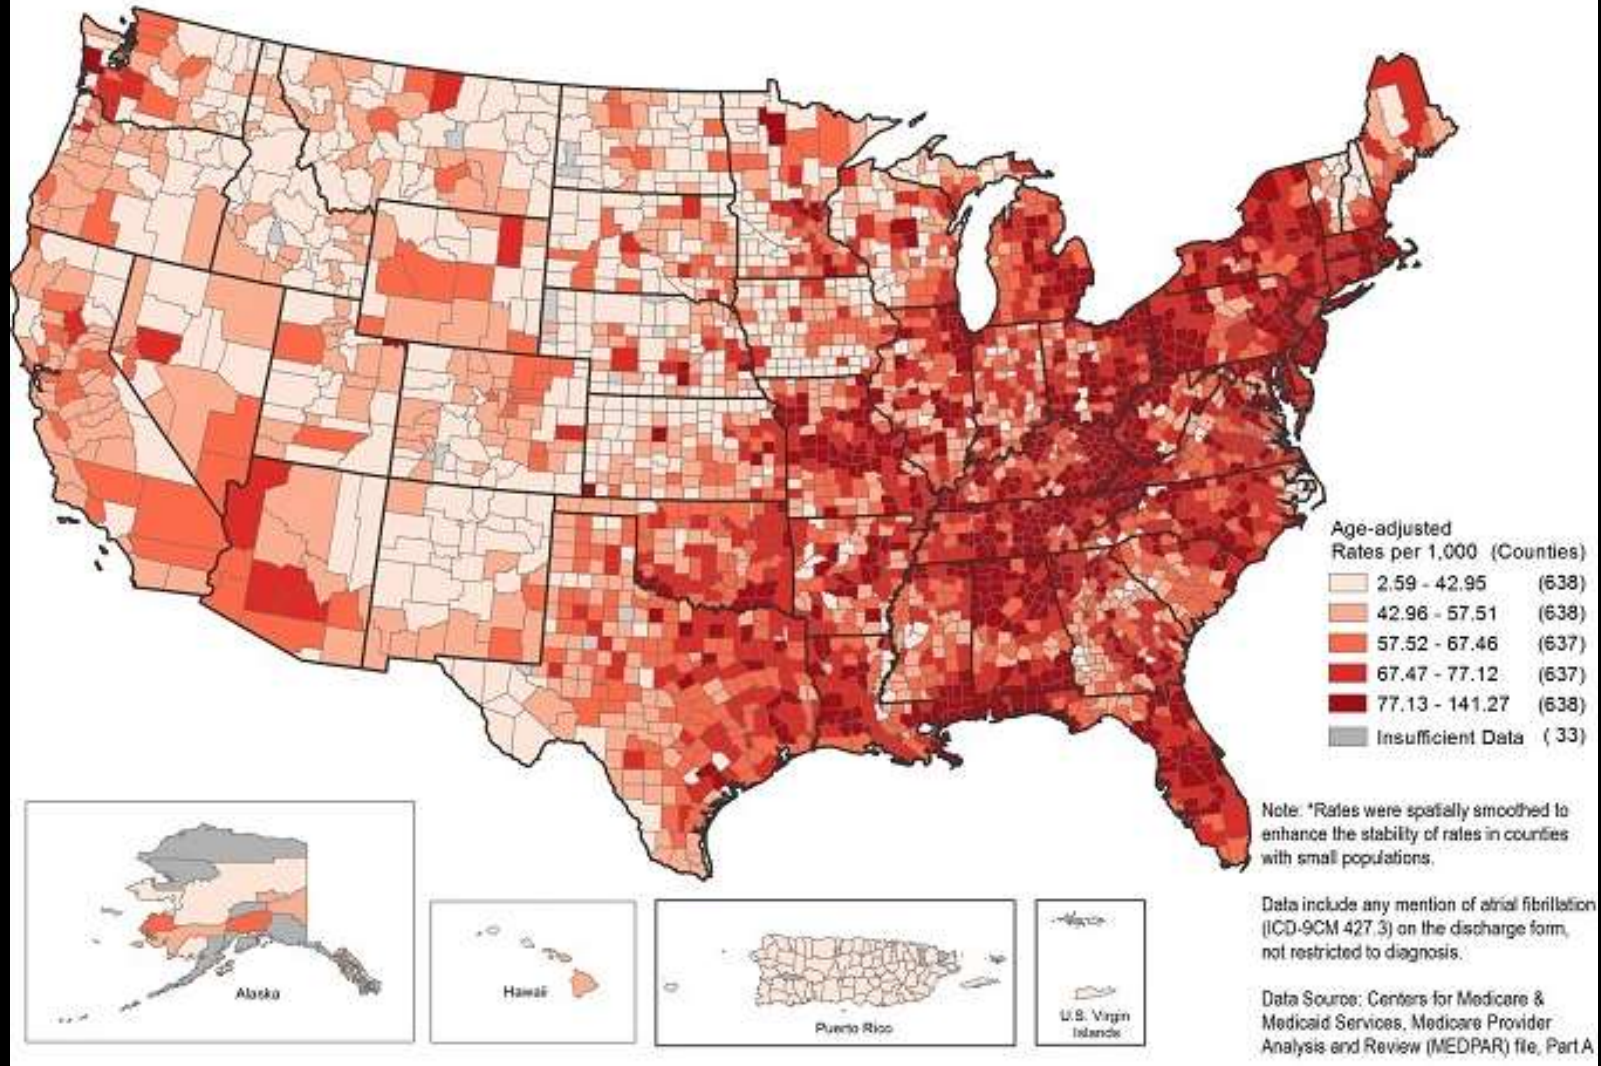 Age-adjusted
Rates per 1,000 (Counties)
2.59 - 42.95 (638)
42.96 - 57.51 (638)
57.52 - 67.46 (637)
67.47 - 77.12 (637)
77.13 - 141.27 (638)
Insufficient Data ( 33)
Note: *Rates were spatially smoothed to
enhance the stability of rates in counties
with small populations.
Data include any mention of atrial fibrillation
(ICD-9CM 427.3) on the discharge form,
not restricted to diagnosis.
Data Source: Centers for Medicare &
Medicaid Services, Medicare Provider
Analysis and Review (MEDPAR) file, Part A
Alaska
Hawaii
Puerto Rico
U.S. Virgin
Islands